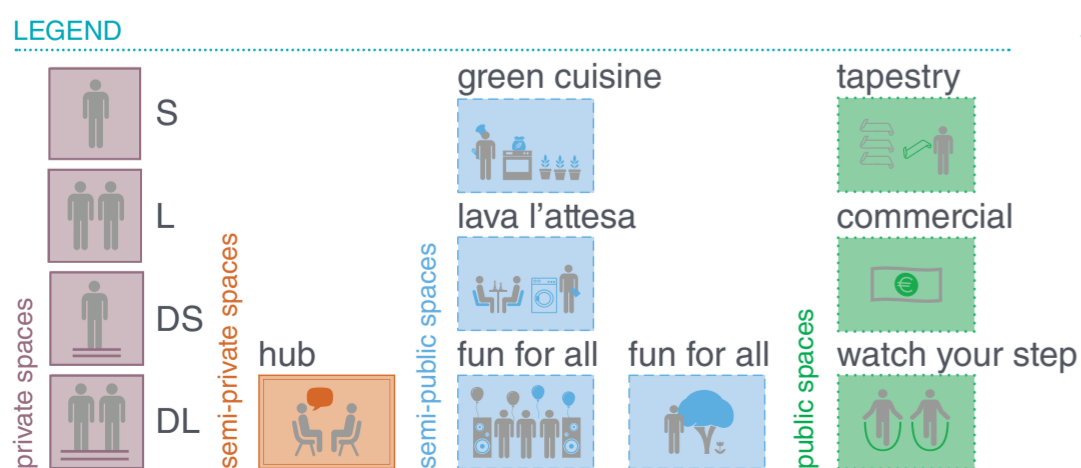 LEGEND
private spaces
S
L
DS
DL
semi-private spaces
hub
semi-public spaces
green cuisine
lava l'attesa
fun for all
fun for all
public spaces
tapestry
commercial
€
watch your step